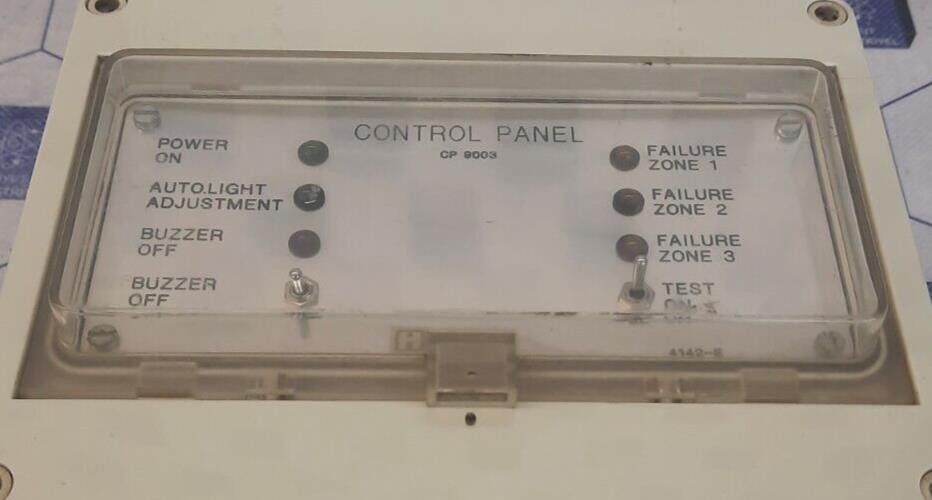 CONTROL PANEL
CP 9003
POWER
ON
AUTO.LIGHT
ADJUSTMENT
BUZZER
OFF
BUZZER
OFF
FAILURE
ZONE 1
FAILURE
ZONE 2
FAILURE
ZONE 3
TEST
ON
4142-E
H